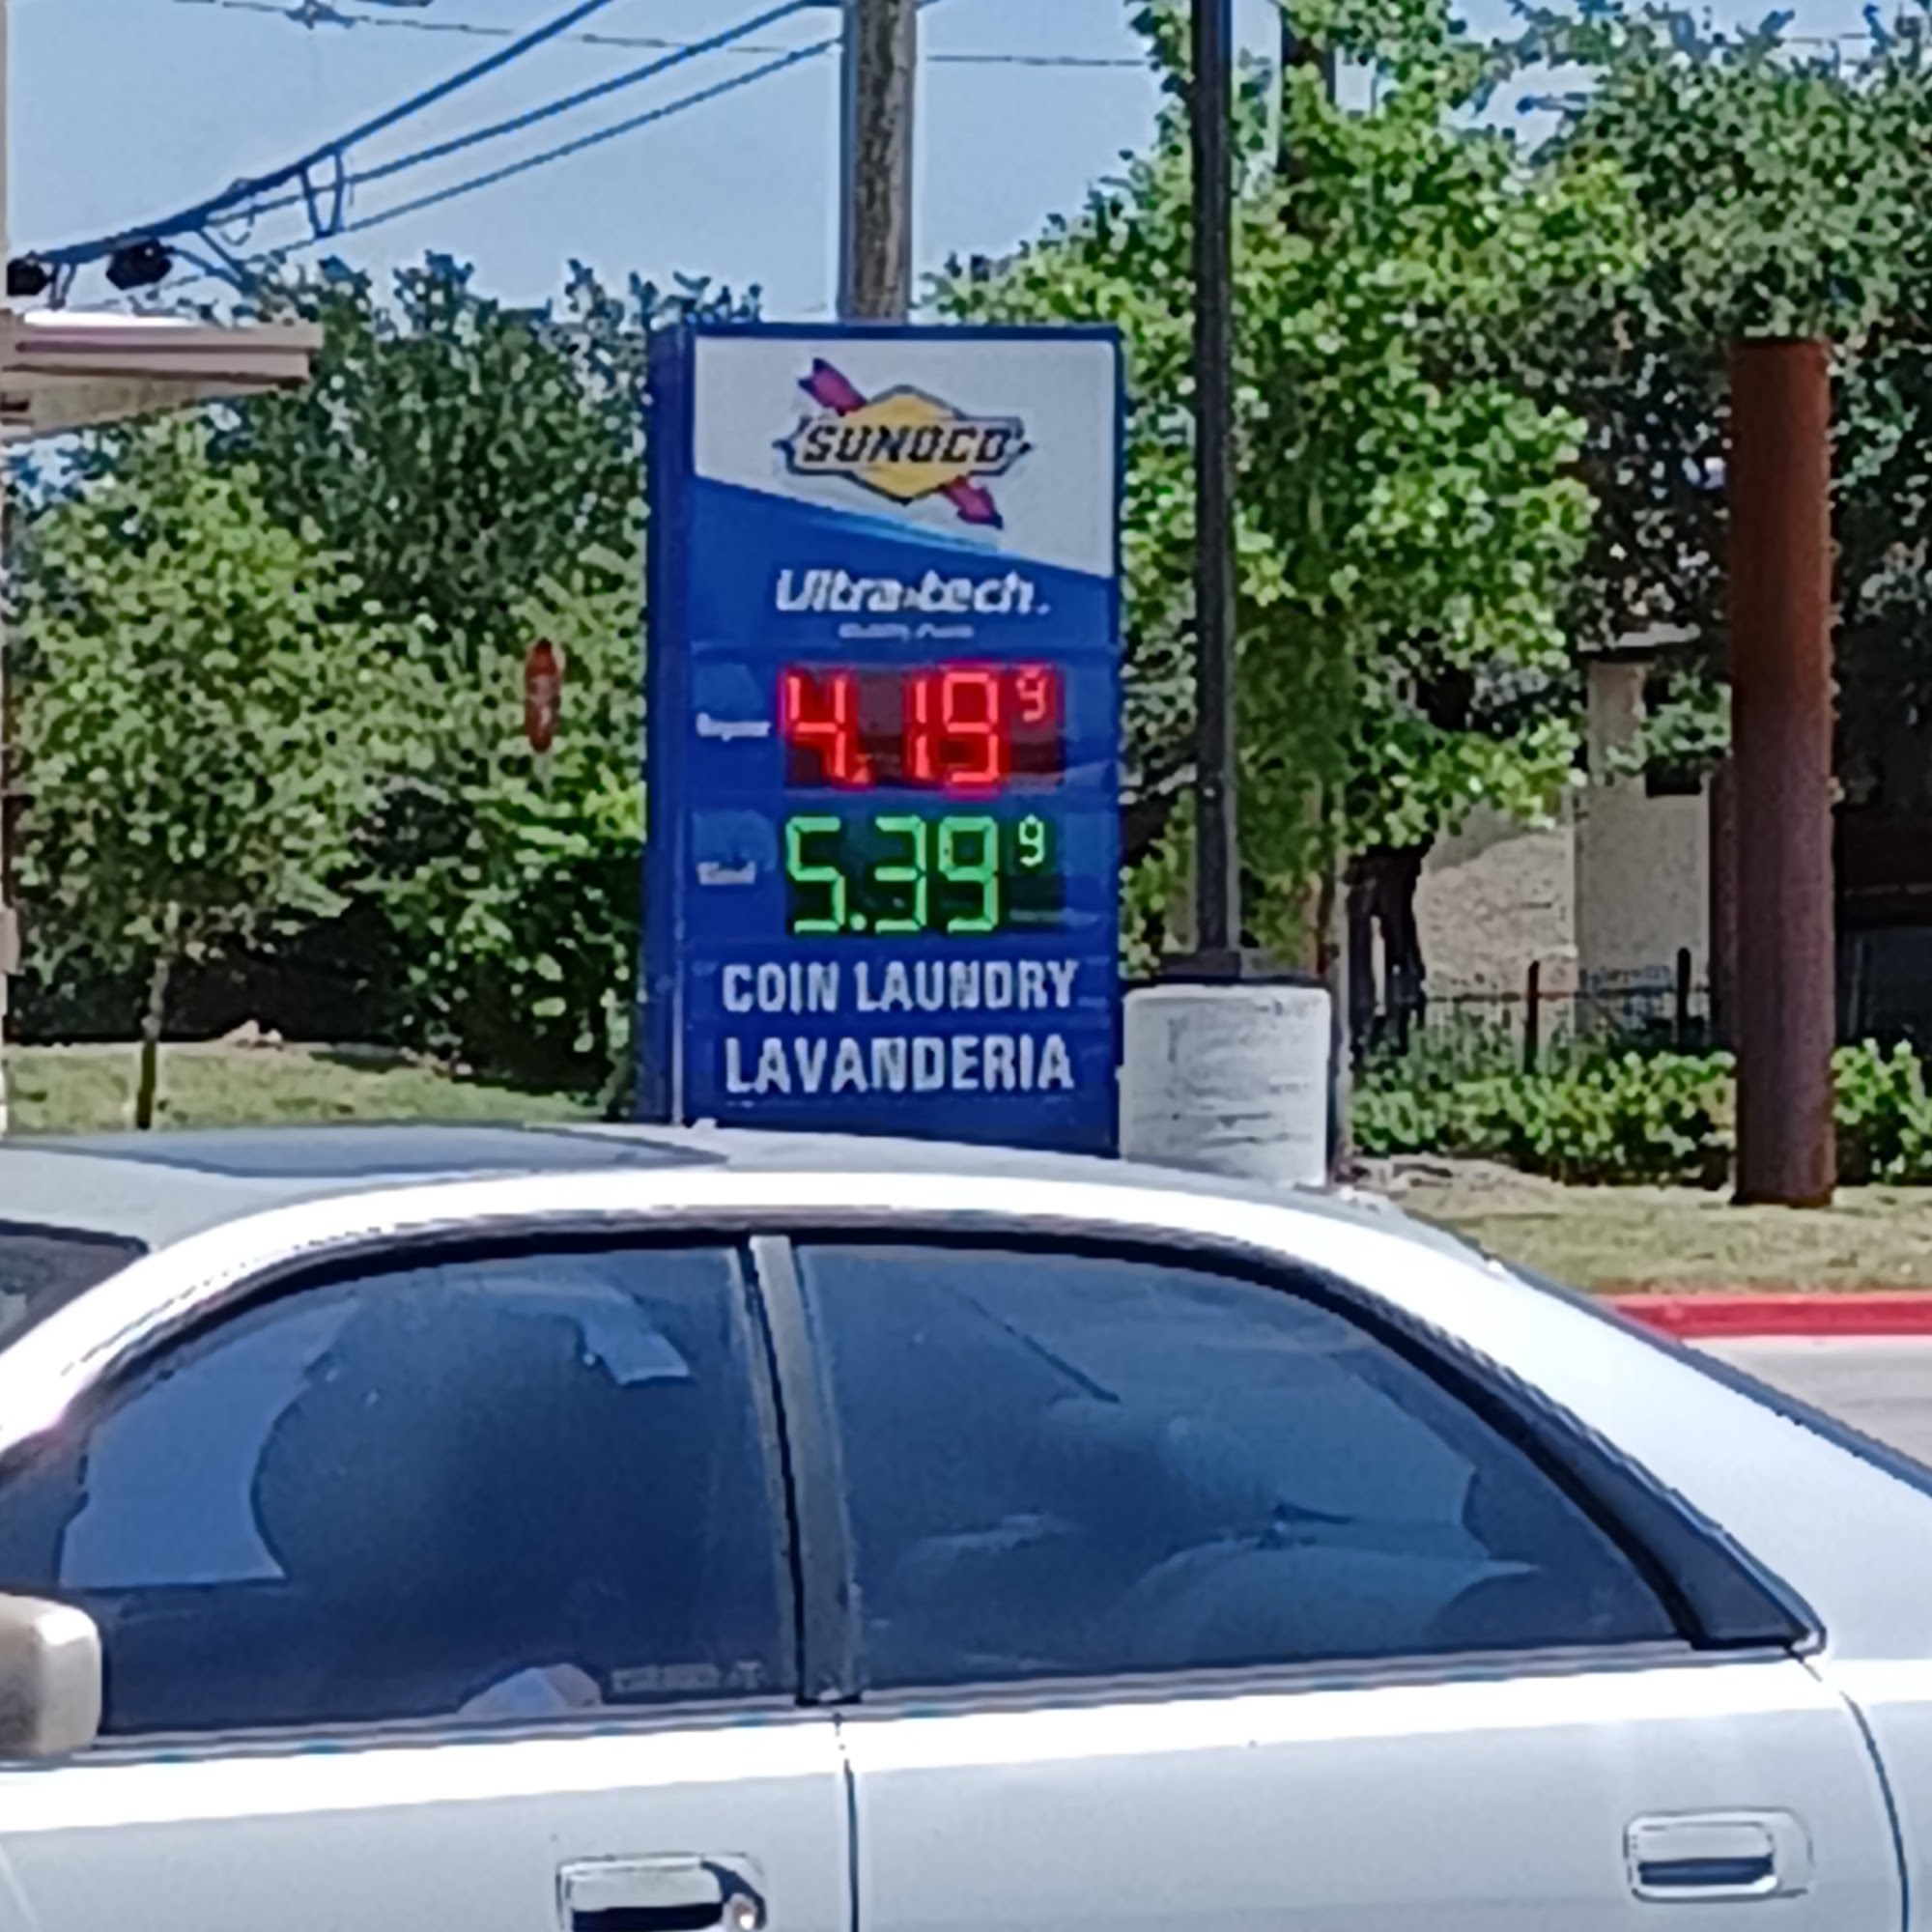 SUNOCO
Ultra-tech.
4.19 9
5.39 9
COIN LAUNDRY
LAVANDERIA